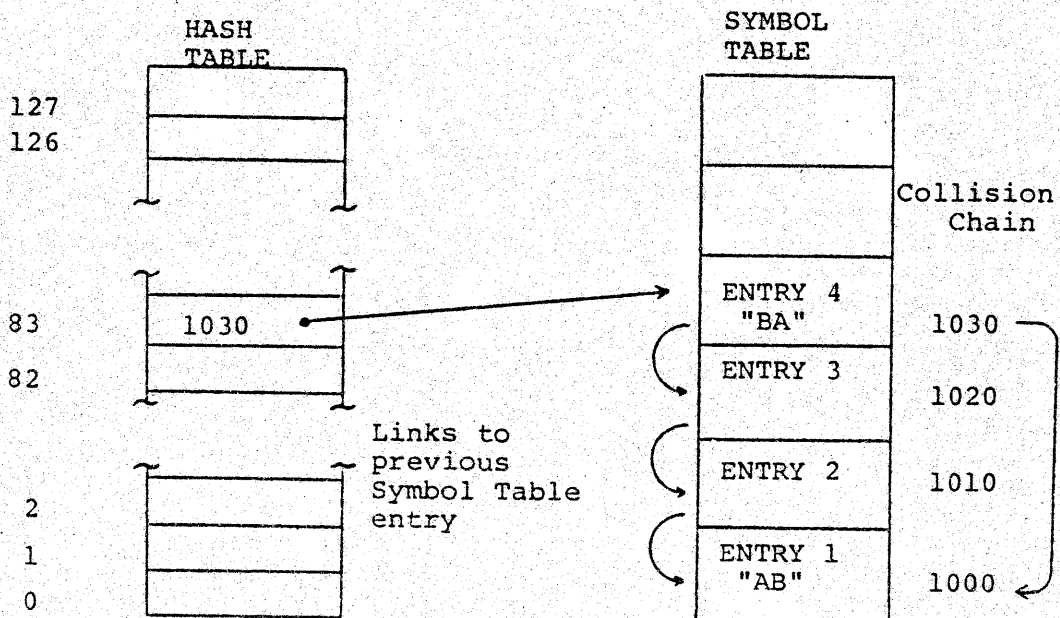 HASH
TABLE
127
126
83
1030
82
2
1
0
Links to
previous
Symbol Table
entry
SYMBOL
TABLE
ENTRY 4
"BA"
ENTRY 3
ENTRY 2
ENTRY 1
"AB"
Collision
Chain
1030
1020
1010
1000